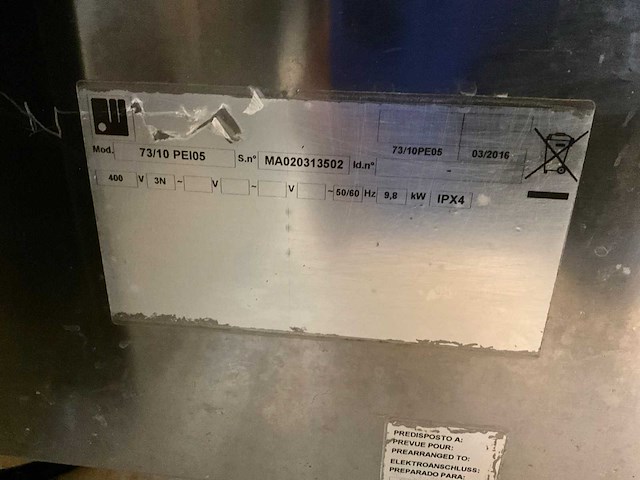 73/10PE05 03/2016
Mod. 73/10 PEI05 S.n° MA020313502 Id.n° -
400 V 3N ~ V ~ V ~ 50/60 Hz 9,8 kW IPX4
PREDISPOSTO A:
PREVUE POUR:
PREARRANGED TO:
ELEKTROANSCHLUSS:
PREPARADO PARA: